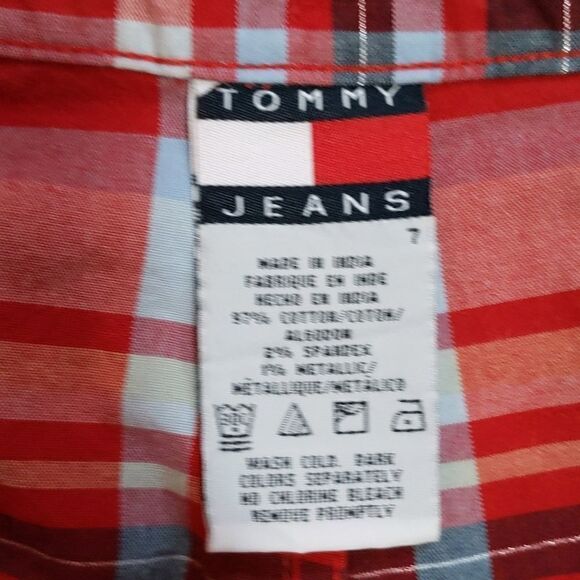 TOMMY
JEANS
7
MADE IN INDIA
FABRIQUE EN INDE
HECHO EN INDIA
97% COTTON/COTON/
ALGODON
2% SPANDEX
1% METALLIC/
MÉTALLIQUE/METÁLICO
WASH COLD. DARK
COLORS SEPARATELY
NO CHLORINE BLEACH
REMOVE PROMPTLY